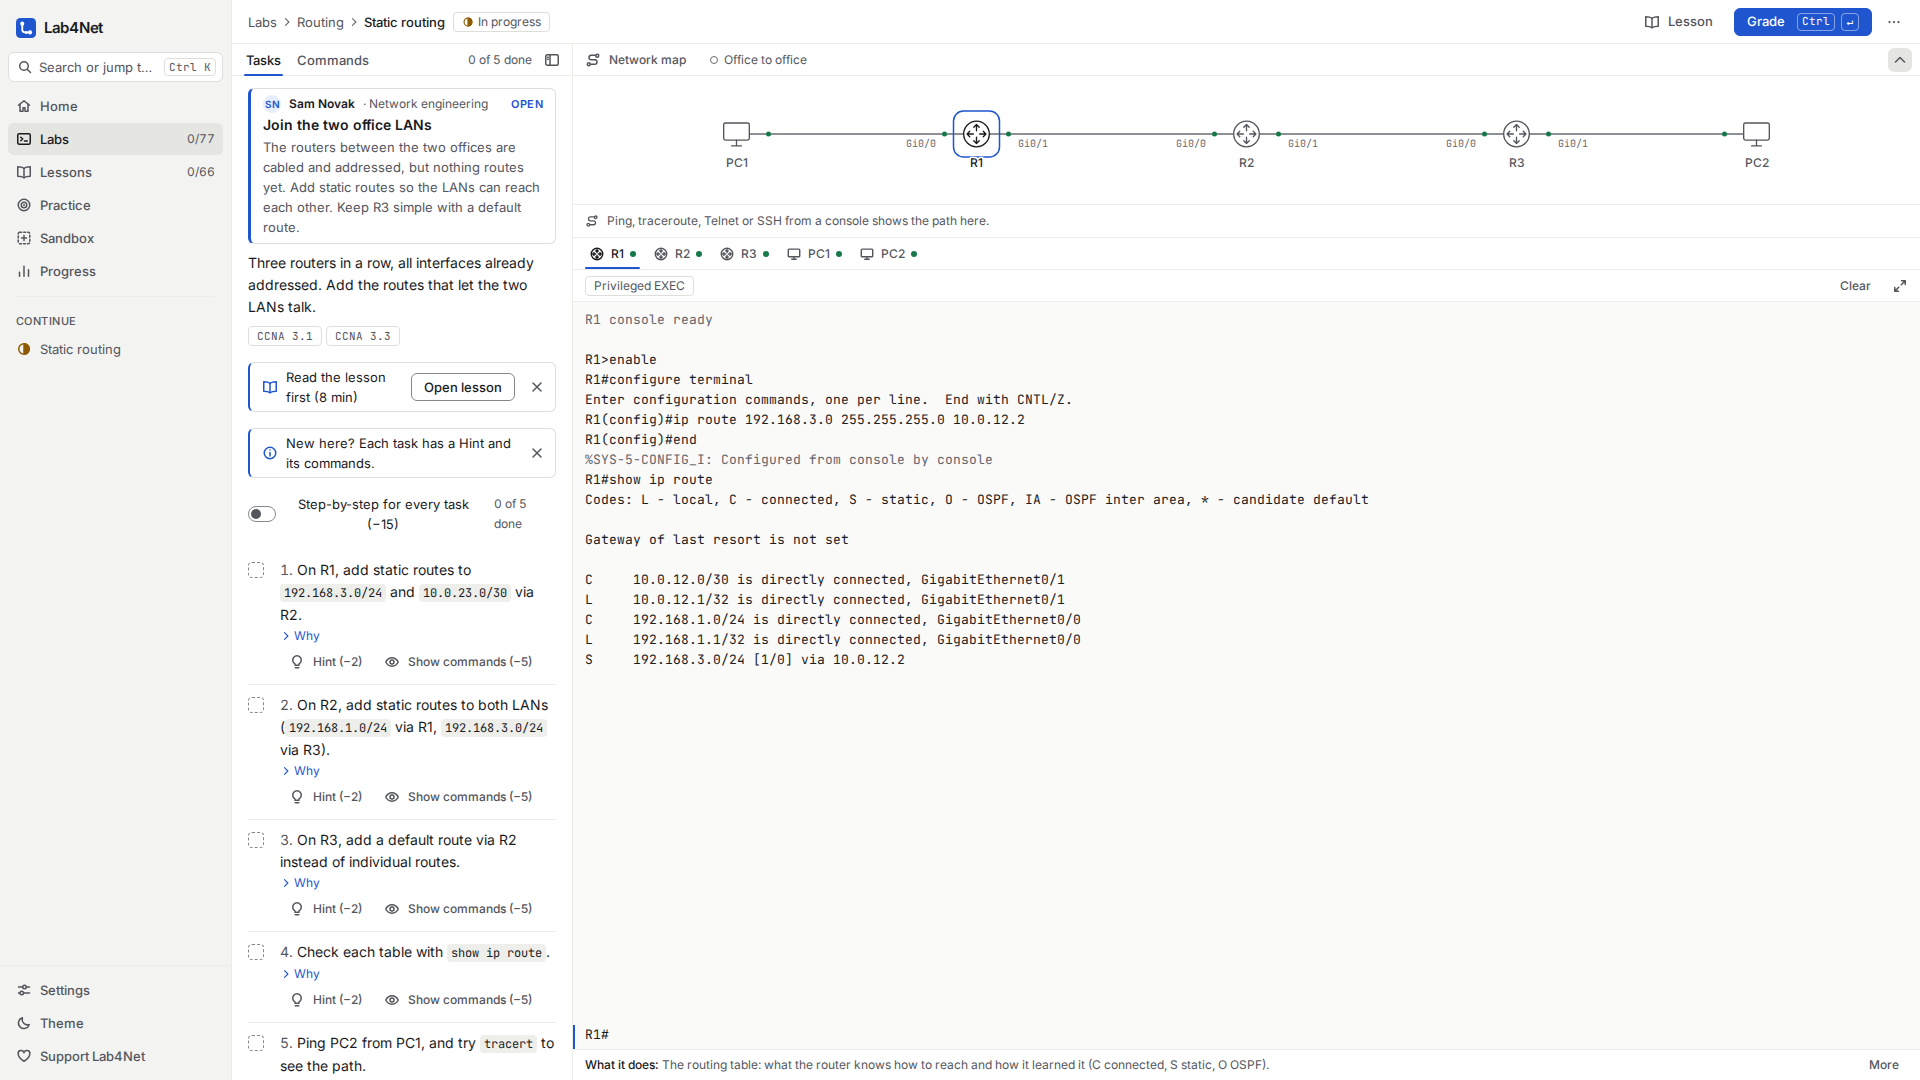 Lab4Net
Search or jump t... Ctrl K
Home
Labs 0/77
Lessons 0/66
Practice
Sandbox
Progress
CONTINUE
Static routing
Settings
Theme
Support Lab4Net
Labs > Routing > Static routing In progress
Lesson
Grade Ctrl ↵
Tasks Commands 0 of 5 done
SN Sam Novak · Network engineering OPEN
Join the two office LANs
The routers between the two offices are
cabled and addressed, but nothing routes
yet. Add static routes so the LANs can reach
each other. Keep R3 simple with a default
route.
Three routers in a row, all interfaces already
addressed. Add the routes that let the two
LANs talk.
CCNA 3.1 CCNA 3.3
Read the lesson
first (8 min)
Open lesson
New here? Each task has a Hint and
its commands.
Step-by-step for every task
(−15)
0 of 5
done
1. On R1, add static routes to
192.168.3.0/24 and 10.0.23.0/30 via
R2.
Why
Hint (−2) Show commands (−5)
2. On R2, add static routes to both LANs
(192.168.1.0/24 via R1, 192.168.3.0/24
via R3).
Why
Hint (−2) Show commands (−5)
3. On R3, add a default route via R2
instead of individual routes.
Why
Hint (−2) Show commands (−5)
4. Check each table with show ip route.
Why
Hint (−2) Show commands (−5)
5. Ping PC2 from PC1, and try tracert to
see the path.
Network map Office to office
Gi0/0 Gi0/1 Gi0/0 Gi0/1 Gi0/0 Gi0/1
PC1 R1 R2 R3 PC2
Ping, traceroute, Telnet or SSH from a console shows the path here.
R1 R2 R3 PC1 PC2
Privileged EXEC
Clear
R1 console ready
R1>enable
R1#configure terminal
Enter configuration commands, one per line.  End with CNTL/Z.
R1(config)#ip route 192.168.3.0 255.255.255.0 10.0.12.2
R1(config)#end
%SYS-5-CONFIG_I: Configured from console by console
R1#show ip route
Codes: L - local, C - connected, S - static, O - OSPF, IA - OSPF inter area, * - candidate default
Gateway of last resort is not set
C     10.0.12.0/30 is directly connected, GigabitEthernet0/1
L     10.0.12.1/32 is directly connected, GigabitEthernet0/1
C     192.168.1.0/24 is directly connected, GigabitEthernet0/0
L     192.168.1.1/32 is directly connected, GigabitEthernet0/0
S     192.168.3.0/24 [1/0] via 10.0.12.2
R1#
What it does: The routing table: what the router knows how to reach and how it learned it (C connected, S static, O OSPF).
More